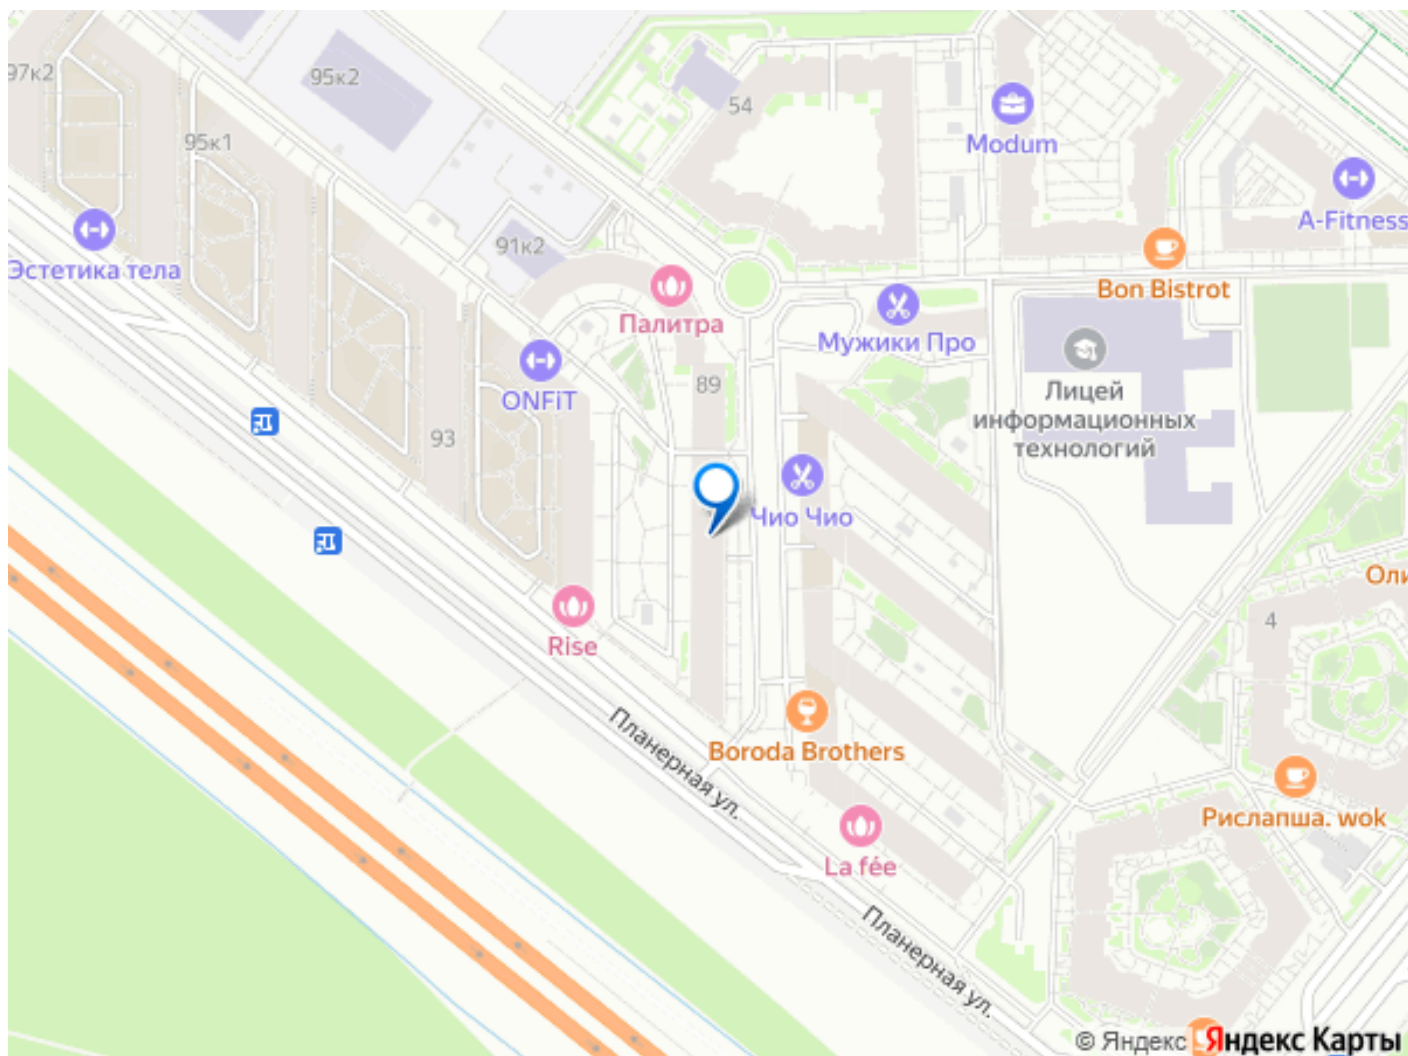 97к2
95к2
54
Modum
95к1
A-Fitness
Эстетика тела
91к2
Bon Bistrot
Палитра
Мужики Про
89
ONFiT
Лицей
информационных
технологий
93
Чио Чио
Оли
4
Rise
Планерная ул.
Boroda Brothers
Рислапша. wok
La fée
Планерная ул.
© Яндекс Яндекс Карты